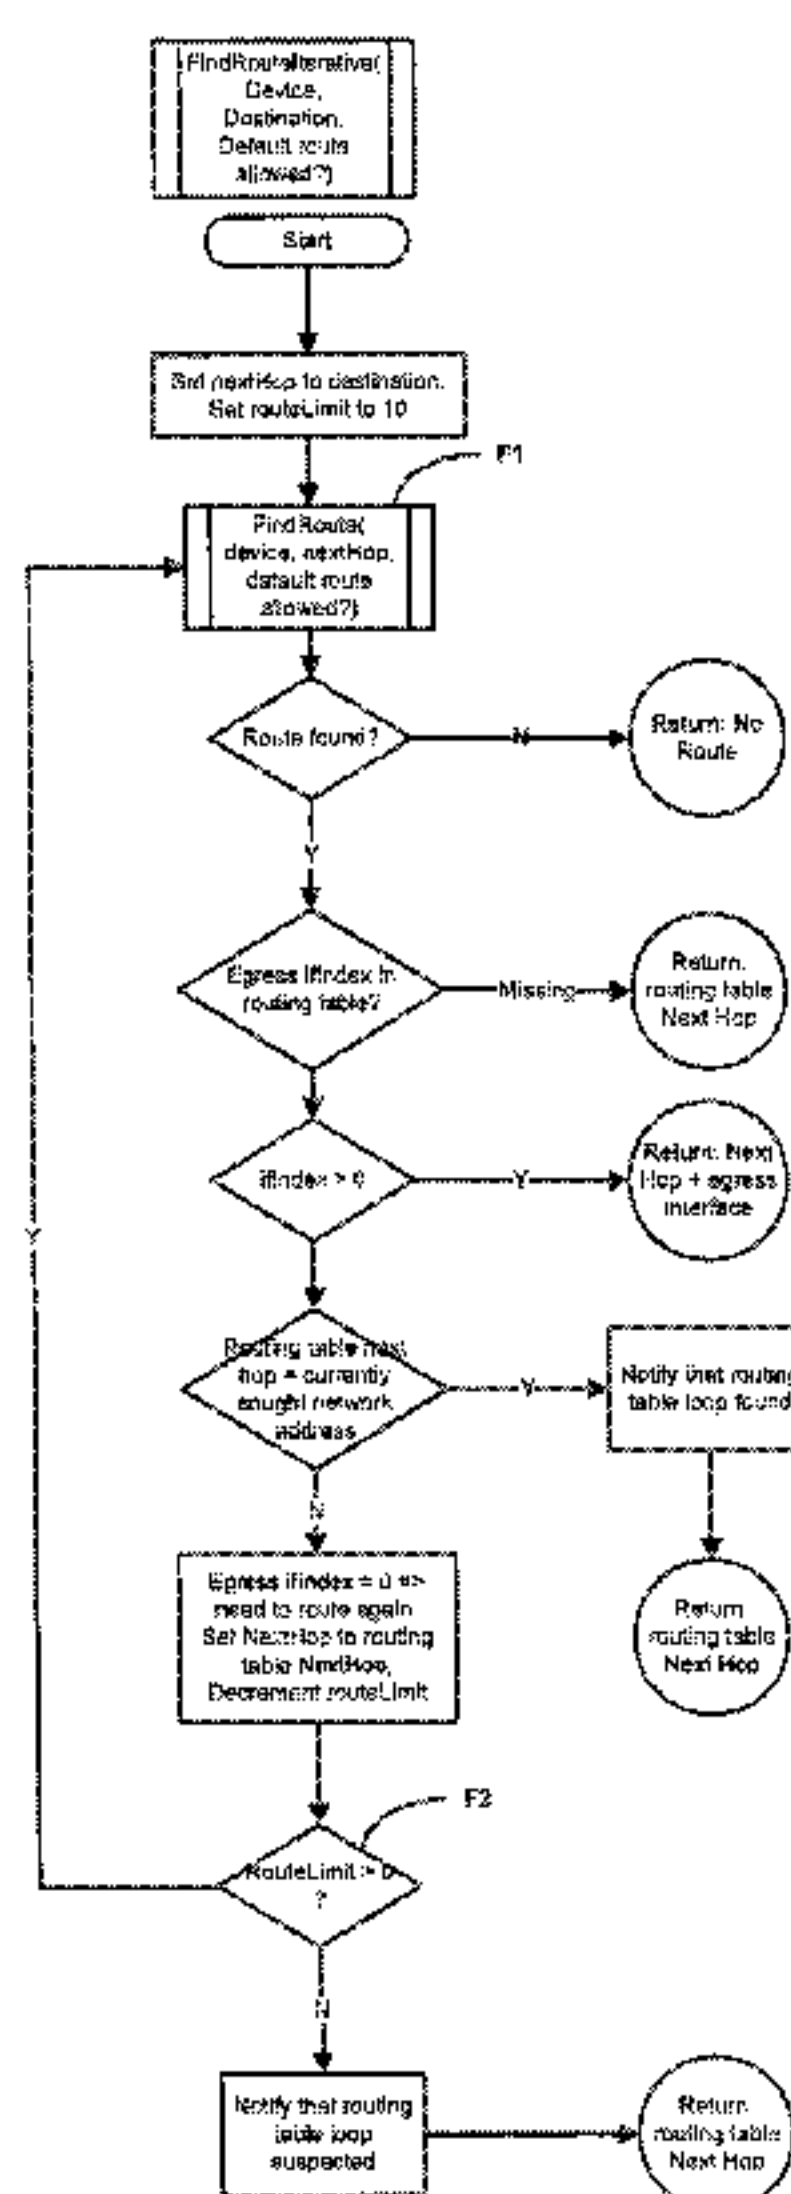 FindRouteIterative(
Device,
Destination,
Default route
allowed?)
Start
Set nextHop to destination.
Set routeLimit to 10
F1
FindRoute(
device, nextHop,
default route
allowed?)
Route found?
N
Return: No
Route
Y
Egress ifIndex in
routing table?
Missing
Return:
routing table
Next Hop
ifIndex > 0
Y
Return: Next
Hop + egress
interface
Routing table next
hop = currently
sought network
address
Y
Notify that routing
table loop found
N
Return
routing table
Next Hop
Egress ifIndex = 0 =>
need to route again
Set NextHop to routing
table NextHop,
Decrement routeLimit
Y
F2
RouteLimit > 0
?
N
Notify that routing
table loop
suspected
Return
routing table
Next Hop